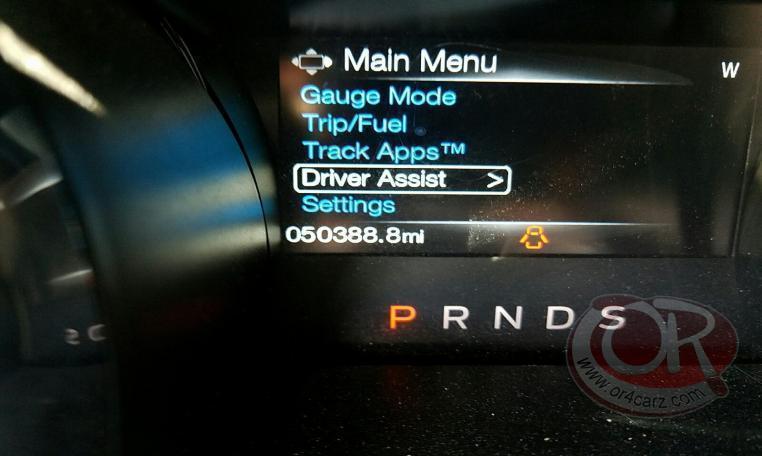 Main Menu
W
Gauge Mode
Trip/Fuel
Track Apps™
Driver Assist >
Settings
050388.8mi
P R N D S
OR
www.or4carz.com